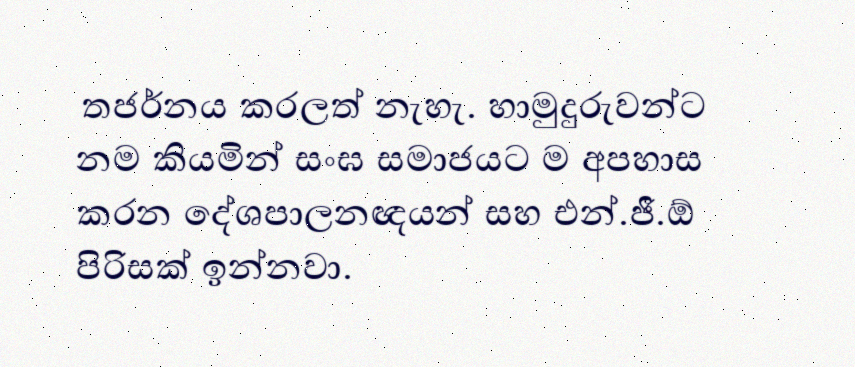 තජර්නය කරලත් නැහැ. හාමුදුරුවන්ට
නම කියමින් සංඝ සමාජයට ම අපහාස
කරන දේශපාලනඥයන් සහ එන්.ජී.ඕ
පිරිසක් ඉන්නවා.